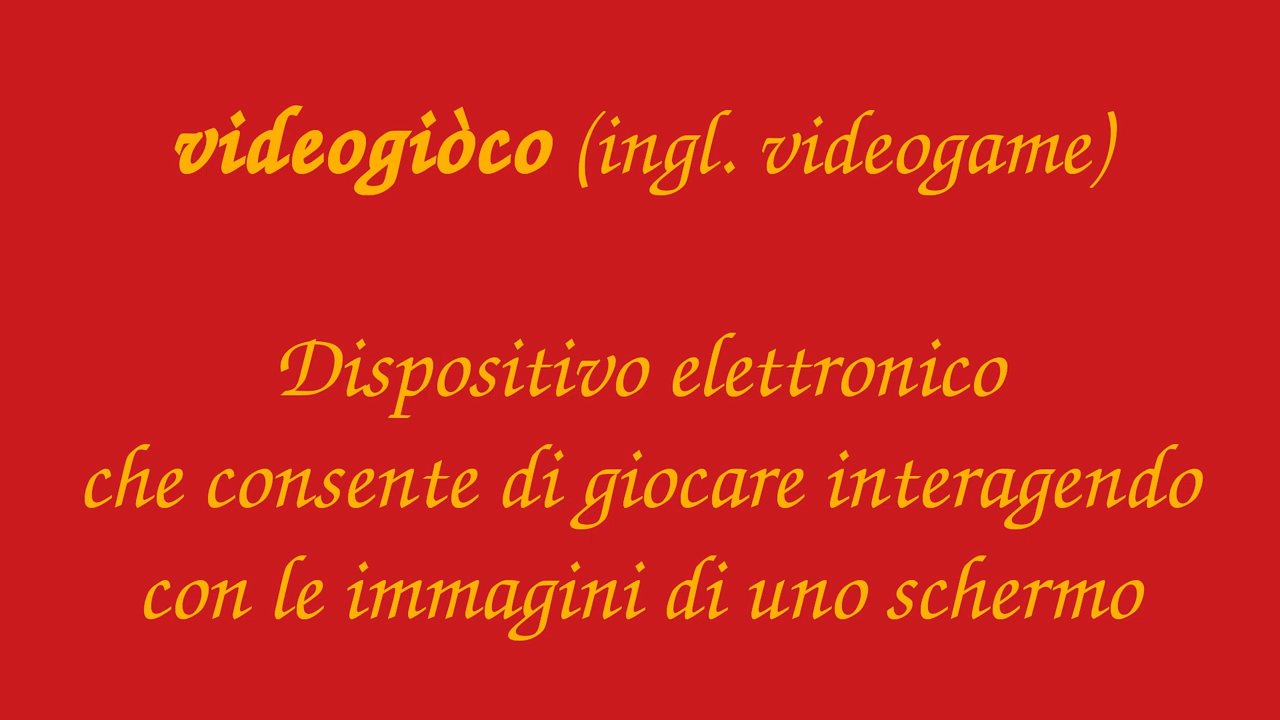 videogiòco (ingl. videogame)
Dispositivo elettronico
che consente di giocare interagendo
con le immagini di uno schermo